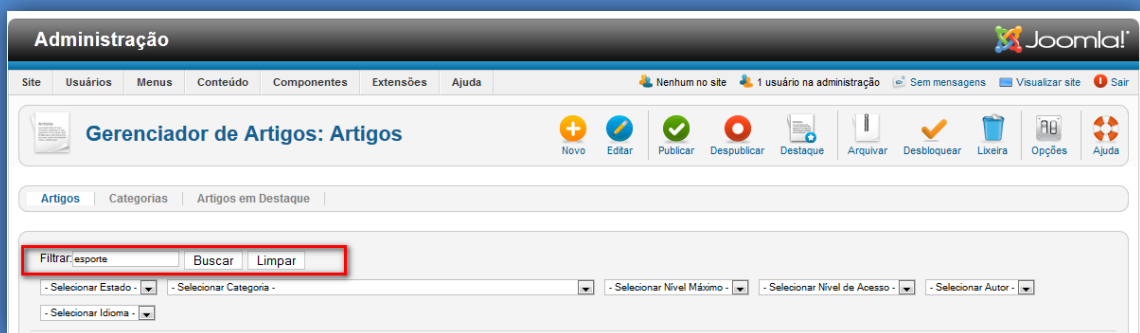 Administração
Joomla!
Site Usuários Menus Conteúdo Componentes Extensões Ajuda Nenhum no site 1 usuário na administração Sem mensagens Visualizar site Sair
Gerenciador de Artigos: Artigos
Novo Editar Publicar Despublicar Destaque Arquivar Desbloquear Lixeira Opções Ajuda
Artigos Categorias Artigos em Destaque
Filtrar: esporte Buscar Limpar
- Selecionar Estado - - Selecionar Categoria - - Selecionar Nível Máximo - - Selecionar Nível de Acesso - - Selecionar Autor -
- Selecionar Idioma -